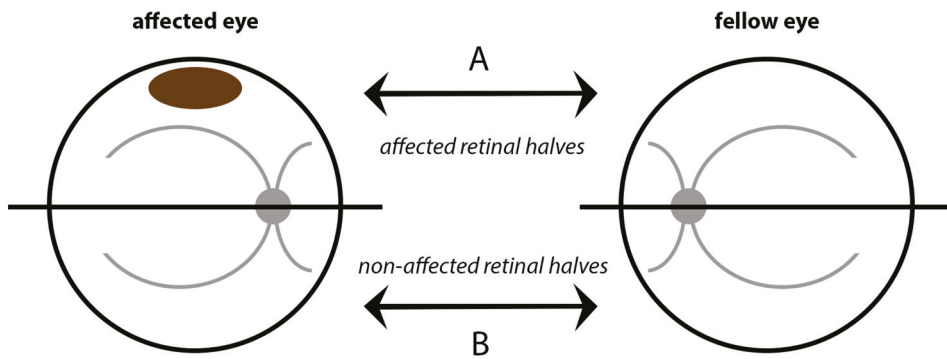 affected eye
fellow eye
A
affected retinal halves
non-affected retinal halves
B